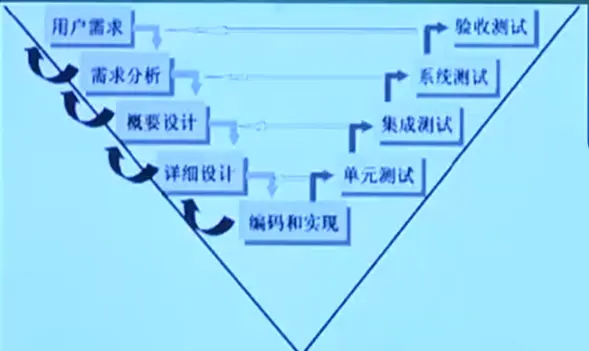 用户需求
验收测试
需求分析
系统测试
概要设计
集成测试
详细设计
单元测试
编码和实现